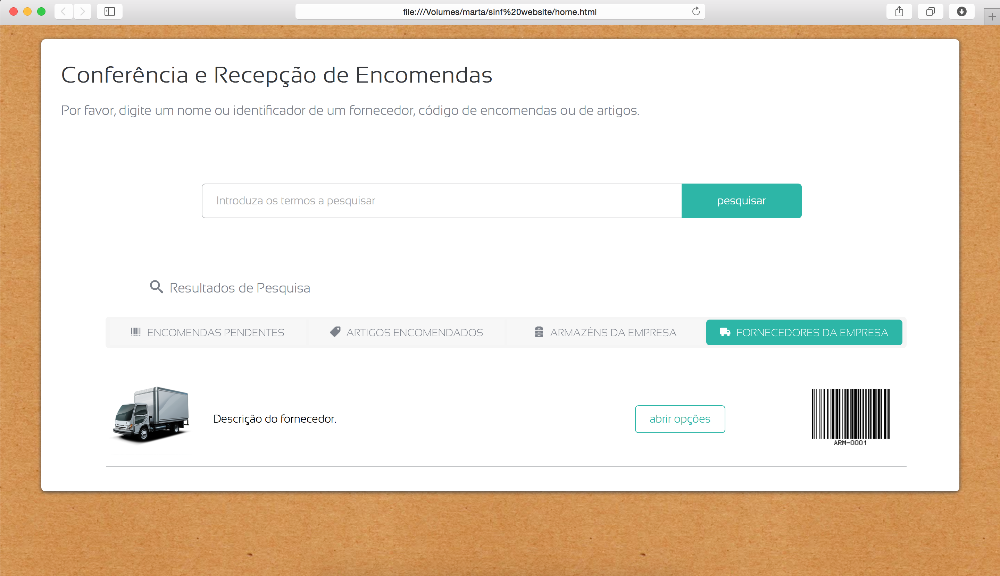 file:///Volumes/marta/sinf%20website/home.html
Conferência e Recepção de Encomendas
Por favor, digite um nome ou identificador de um fornecedor, código de encomendas ou de artigos.
Introduza os termos a pesquisar
pesquisar
Resultados de Pesquisa
ENCOMENDAS PENDENTES
ARTIGOS ENCOMENDADOS
ARMAZÉNS DA EMPRESA
FORNECEDORES DA EMPRESA
Descrição do fornecedor.
abrir opções
ARM-0001